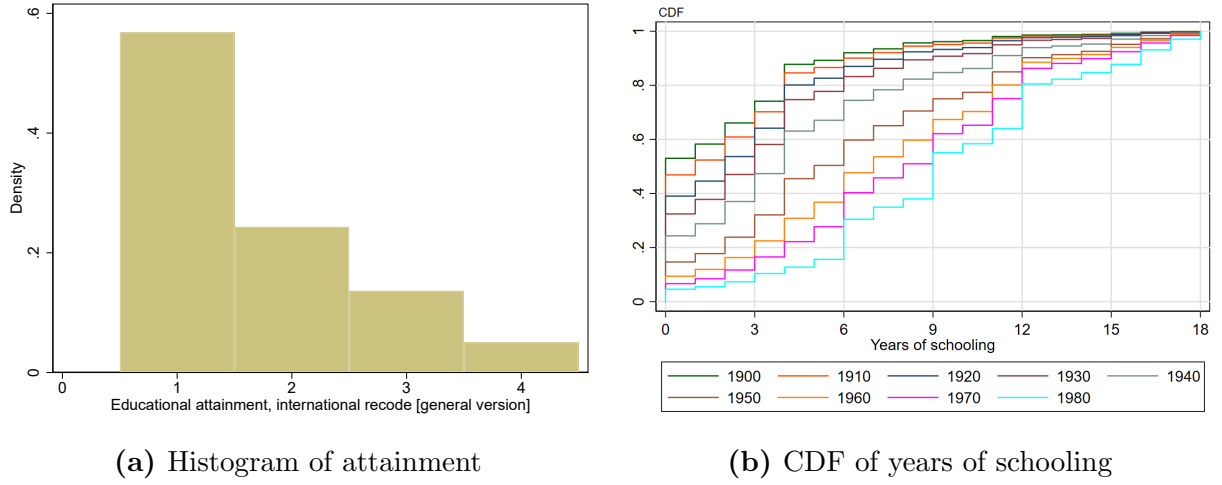 .6
.4
.2
0
Density
0 1 2 3 4
Educational attainment, international recode [general version]
(a) Histogram of attainment
CDF
1
.8
.6
.4
.2
0
0 3 6 9 12 15 18
Years of schooling
1900 1910 1920 1930 1940
1950 1960 1970 1980
(b) CDF of years of schooling